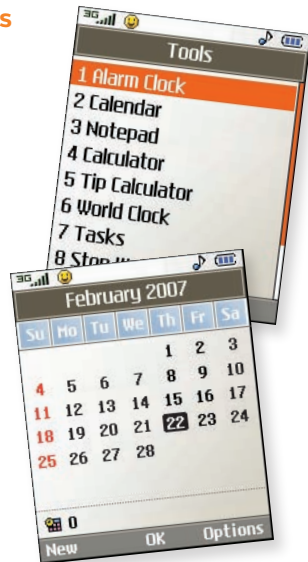 s
3G
Tools
1 Alarm Clock
2 Calendar
3 Notepad
4 Calculator
5 Tip Calculator
6 World Clock
7 Tasks
8
3G
February 2007
Su Mo Tu We Th Fr Sa
1 2 3
4 5 6 7 8 9 10
11 12 13 14 15 16 17
18 19 20 21 22 23 24
25 26 27 28
0
New OK Options